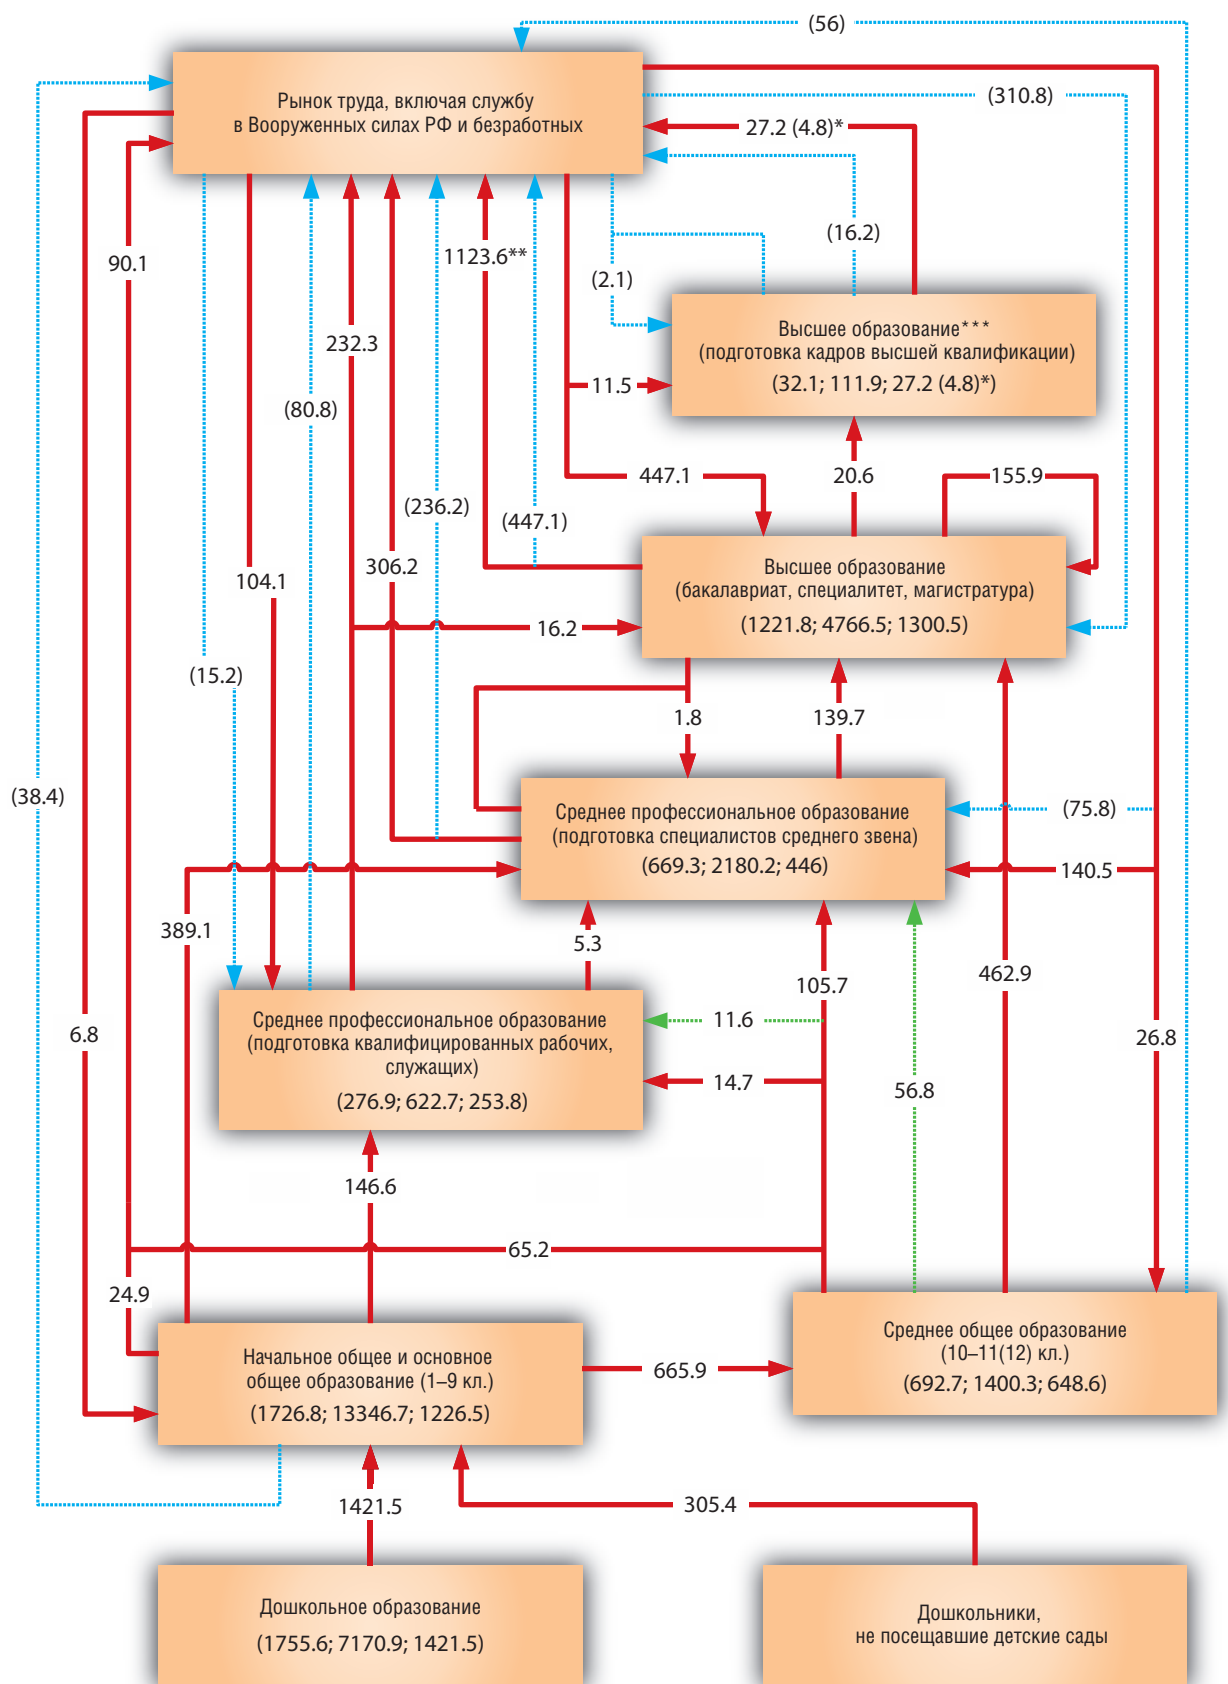 (56)
Рынок труда, включая службу
в Вооруженных силах РФ и безработных
(310.8)
27.2 (4.8)*
(16.2)
90.1
1123.6**
(2.1)
Высшее образование***
(подготовка кадров высшей квалификации)
(32.1; 111.9; 27.2 (4.8)*)
232.3
11.5
(80.8)
447.1
20.6
155.9
(236.2)
(447.1)
306.2
104.1
Высшее образование
(бакалавриат, специалитет, магистратура)
(1221.8; 4766.5; 1300.5)
16.2
(15.2)
1.8
139.7
(38.4)
Среднее профессиональное образование
(подготовка специалистов среднего звена)
(669.3; 2180.2; 446)
(75.8)
140.5
389.1
5.3
105.7
462.9
Среднее профессиональное образование
(подготовка квалифицированных рабочих,
служащих)
(276.9; 622.7; 253.8)
11.6
6.8
26.8
14.7
56.8
146.6
65.2
24.9
Начальное общее и основное
общее образование (1–9 кл.)
(1726.8; 13346.7; 1226.5)
665.9
Среднее общее образование
(10–11(12) кл.)
(692.7; 1400.3; 648.6)
1421.5
305.4
Дошкольное образование
(1755.6; 7170.9; 1421.5)
Дошкольники,
не посещавшие детские сады